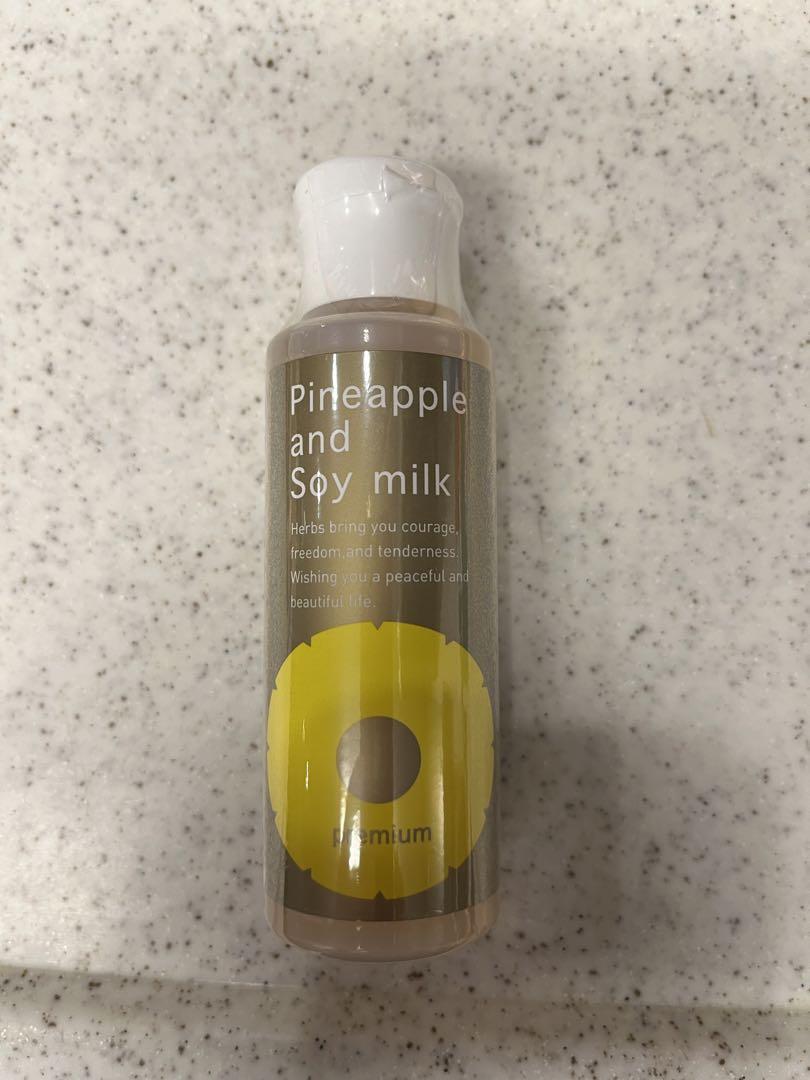 Pineapple
and
Soy milk
Herbs bring you courage,
freedom,and tenderness.
Wishing you a peaceful and
beautiful life.
premium